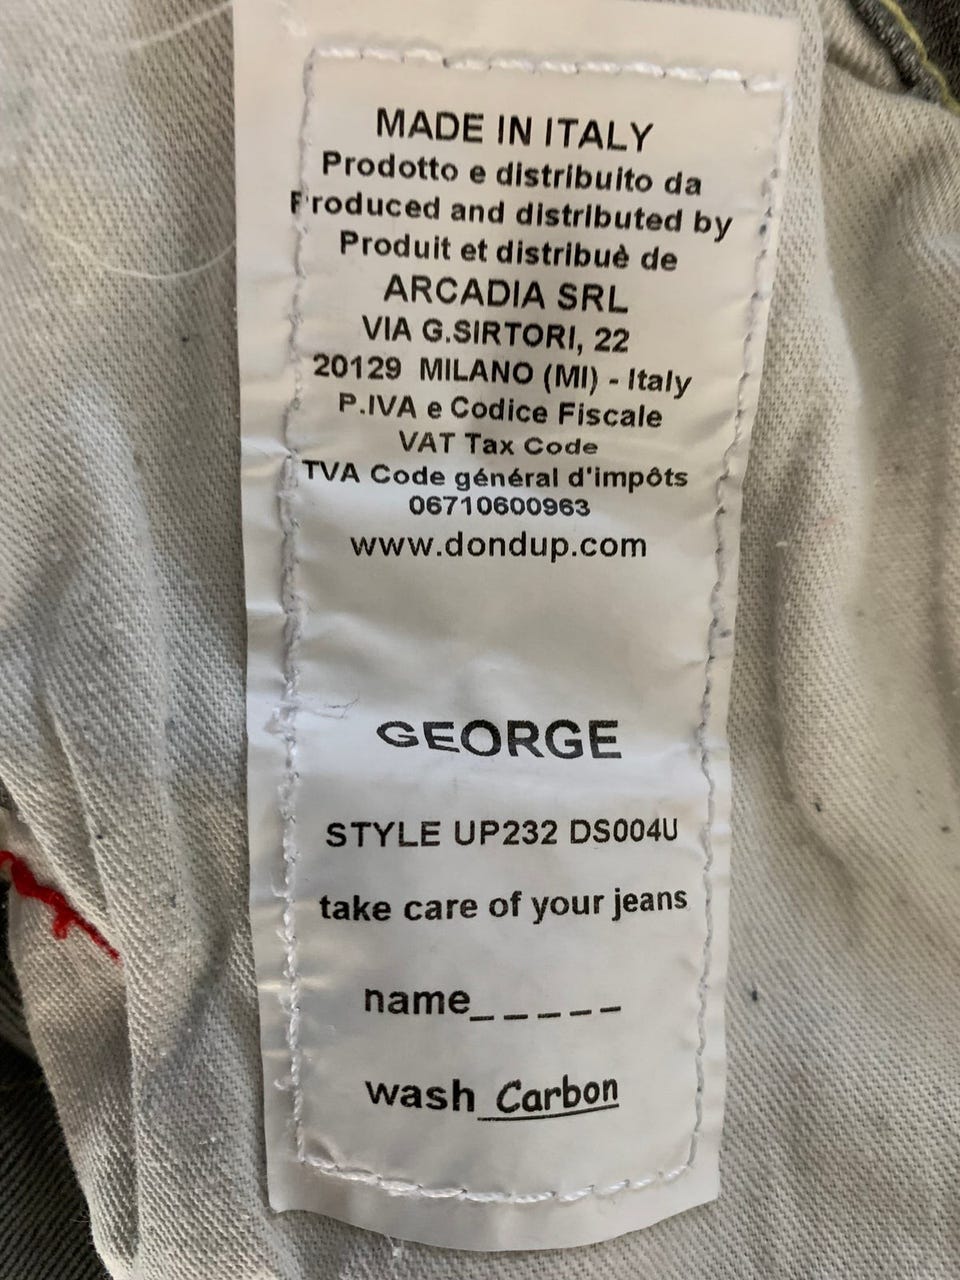 MADE IN ITALY
Prodotto e distribuito da
Produced and distributed by
Produit et distribuè de
ARCADIA SRL
VIA G.SIRTORI, 22
20129 MILANO (MI) - Italy
P.IVA e Codice Fiscale
VAT Tax Code
TVA Code général d'impôts
06710600963
www.dondup.com
GEORGE
STYLE UP232 DS004U
take care of your jeans
name_____
wash Carbon